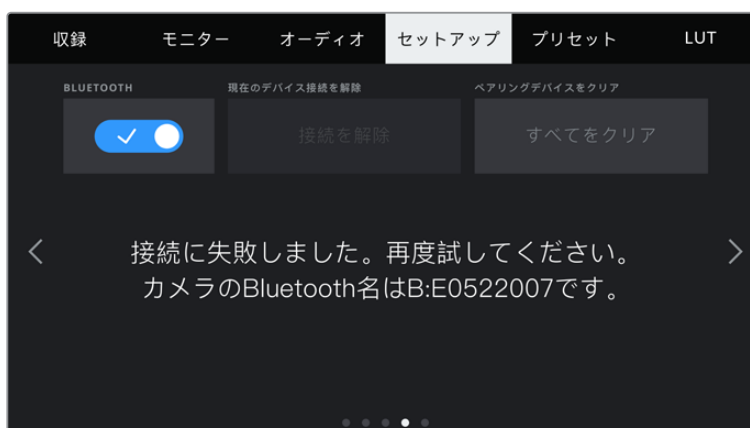 収録 モニター オーディオ セットアップ プリセット LUT
BLUETOOTH 現在のデバイス接続を解除 ペアリングデバイスをクリア
接続を解除 すべてをクリア
接続に失敗しました。再度試してください。
カメラのBluetooth名はB:E0522007です。